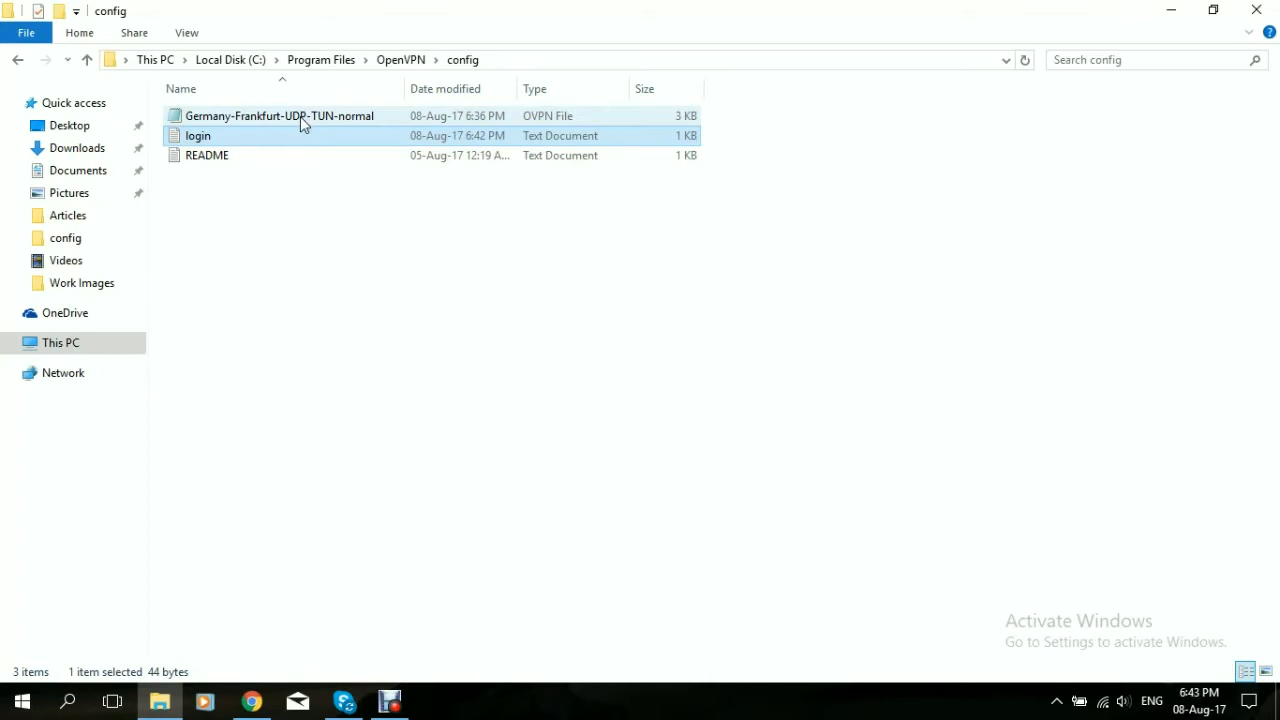 config
File Home Share View
This PC Local Disk (C:) Program Files OpenVPN config
Search config
Name Date modified Type Size
Quick access
Desktop
Downloads
Documents
Pictures
Articles
config
Videos
Work Images
OneDrive
This PC
Network
Germany-Frankfurt-UDP-TUN-normal 08-Aug-17 6:36 PM OVPN File 3 KB
login 08-Aug-17 6:42 PM Text Document 1 KB
README 05-Aug-17 12:19 A... Text Document 1 KB
Activate Windows
Go to Settings to activate Windows.
3 items 1 item selected 44 bytes
ENG
6:43 PM
08-Aug-17